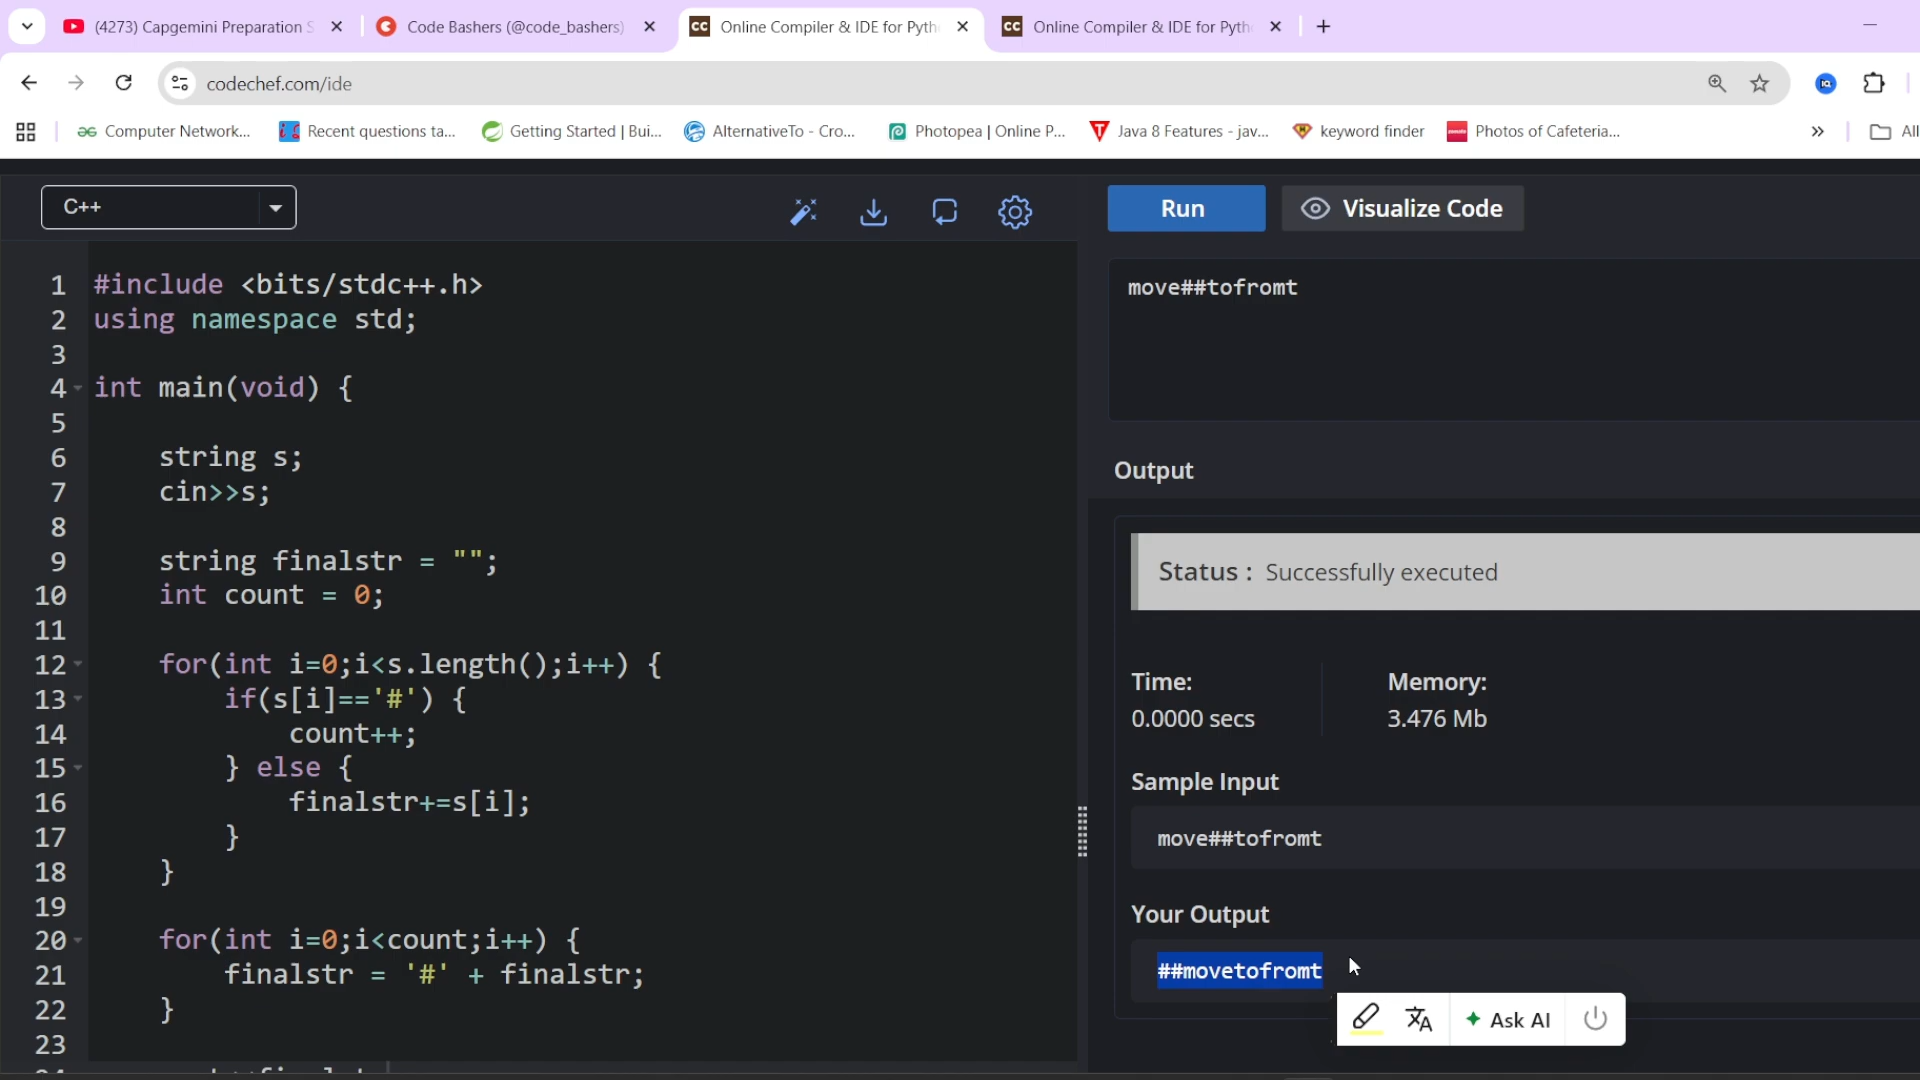 (4273) Capgemini Preparation S
Code Bashers (@code_bashers)
CC Online Compiler & IDE for Pyth
CC Online Compiler & IDE for Pyth
codechef.com/ide
Computer Network...
Recent questions ta...
Getting Started | Bui...
AlternativeTo - Cro...
Photopea | Online P...
Java 8 Features - jav...
keyword finder
Photos of Cafeteria...
»
All
C++
Run
Visualize Code
1 #include <bits/stdc++.h>
2 using namespace std;
3
4 int main(void) {
5
6 string s;
7 cin>>s;
8
9 string finalstr = "";
10 int count = 0;
11
12 for(int i=0;i<s.length();i++) {
13 if(s[i]=='#') {
14 count++;
15 } else {
16 finalstr+=s[i];
17 }
18 }
19
20 for(int i=0;i<count;i++) {
21 finalstr = '#' + finalstr;
22 }
23
move##tofromt
Output
Status : Successfully executed
Time: Memory:
0.0000 secs 3.476 Mb
Sample Input
move##tofromt
Your Output
##movetofromt
Ask AI